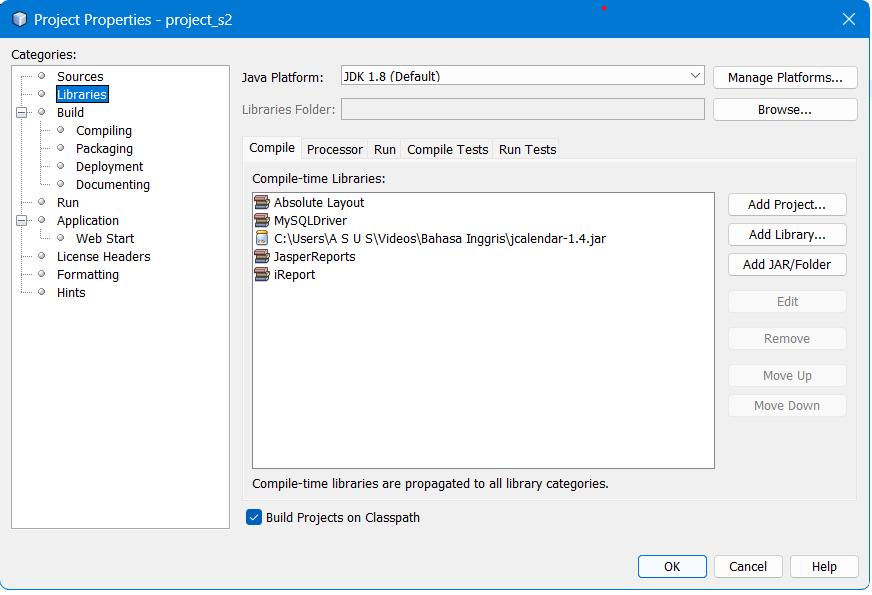 Project Properties - project_s2
Categories:
Sources
Libraries
Build
Compiling
Packaging
Deployment
Documenting
Run
Application
Web Start
License Headers
Formatting
Hints
Java Platform:
JDK 1.8 (Default)
Manage Platforms...
Libraries Folder:
Browse...
Compile
Processor
Run
Compile Tests
Run Tests
Compile-time Libraries:
Absolute Layout
MySQLDriver
C:\Users\A S U S\Videos\Bahasa Inggris\jcalendar-1.4.jar
JasperReports
iReport
Add Project...
Add Library...
Add JAR/Folder
Edit
Remove
Move Up
Move Down
Compile-time libraries are propagated to all library categories.
Build Projects on Classpath
OK
Cancel
Help